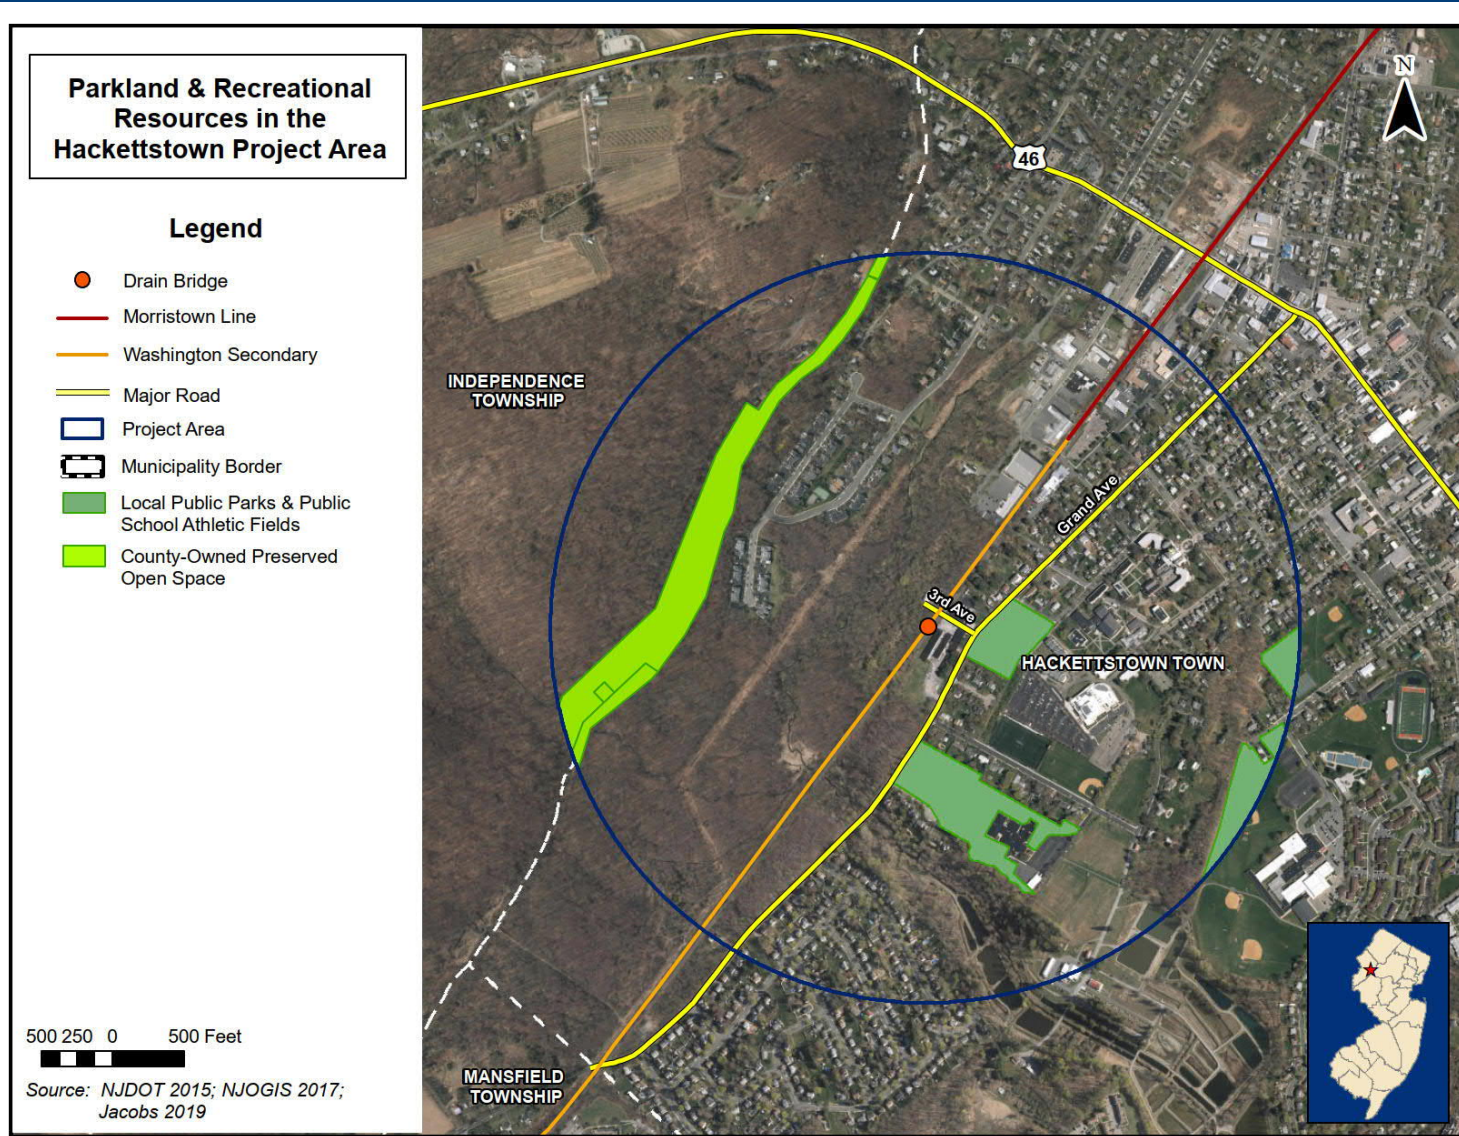 Parkland & Recreational
Resources in the
Hackettstown Project Area
Legend
Drain Bridge
Morristown Line
Washington Secondary
Major Road
Project Area
Municipality Border
Local Public Parks & Public
School Athletic Fields
County-Owned Preserved
Open Space
500 250 0 500 Feet
Source: NJDOT 2015; NJOGIS 2017;
Jacobs 2019
N
46
INDEPENDENCE
TOWNSHIP
Grand Ave
3rd Ave
HACKETTSTOWN TOWN
MANSFIELD
TOWNSHIP